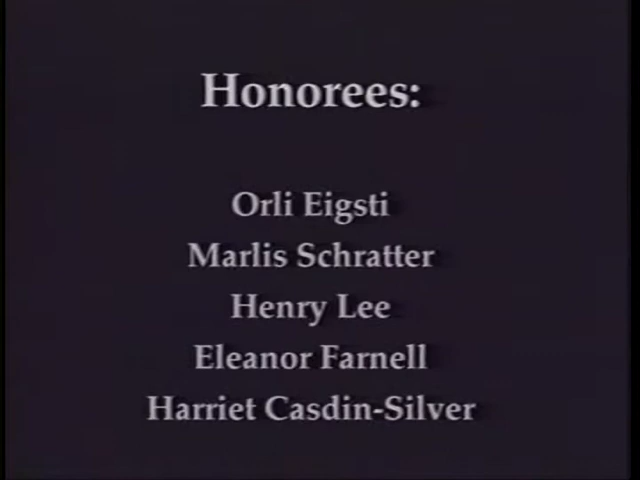 Honorees:
Orli Eigsti
Marlis Schratter
Henry Lee
Eleanor Farnell
Harriet Casdin-Silver